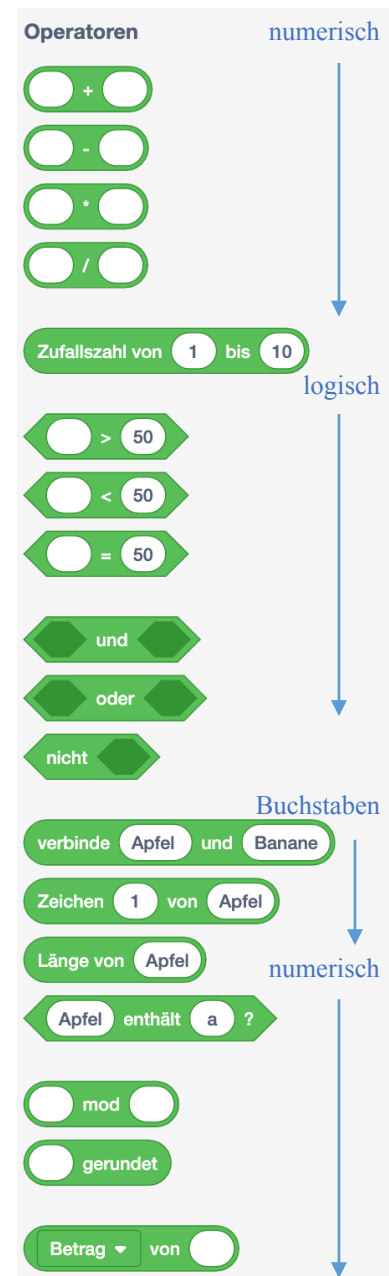 Operatoren numerisch
+
-
*
/
Zufallszahl von 1 bis 10
logisch
> 50
< 50
= 50
und
oder
nicht
Buchstaben
verbinde Apfel und Banane
Zeichen 1 von Apfel
Länge von Apfel
numerisch
Apfel enthält a ?
mod
gerundet
Betrag von